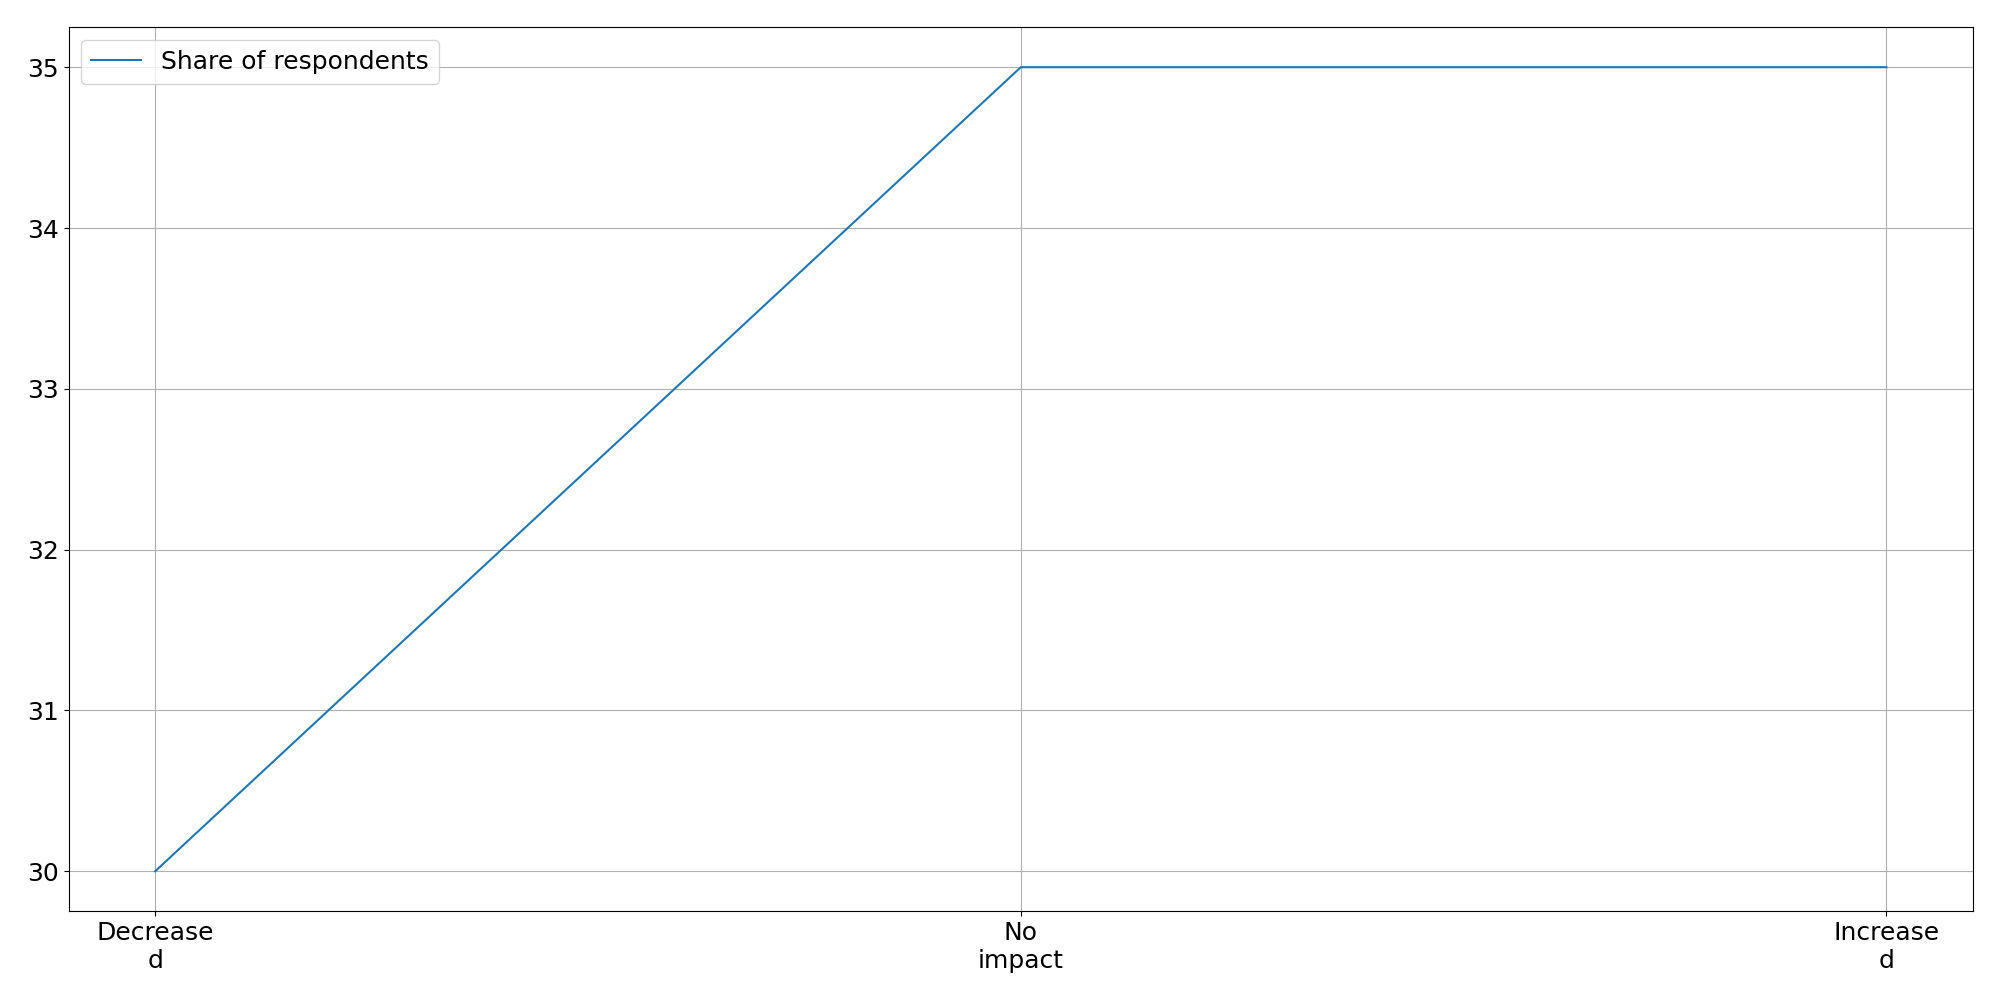 Share of respondents
35
34
33
32
31
30
Decrease
d
No
impact
Increase
d